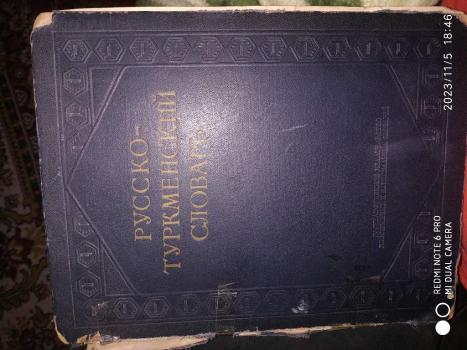 РУССКО-
ТУРКМЕНСКИЙ
СЛОВАРЬ
REDMI NOTE 6 PRO
MI DUAL CAMERA
2023/11/5 18:46